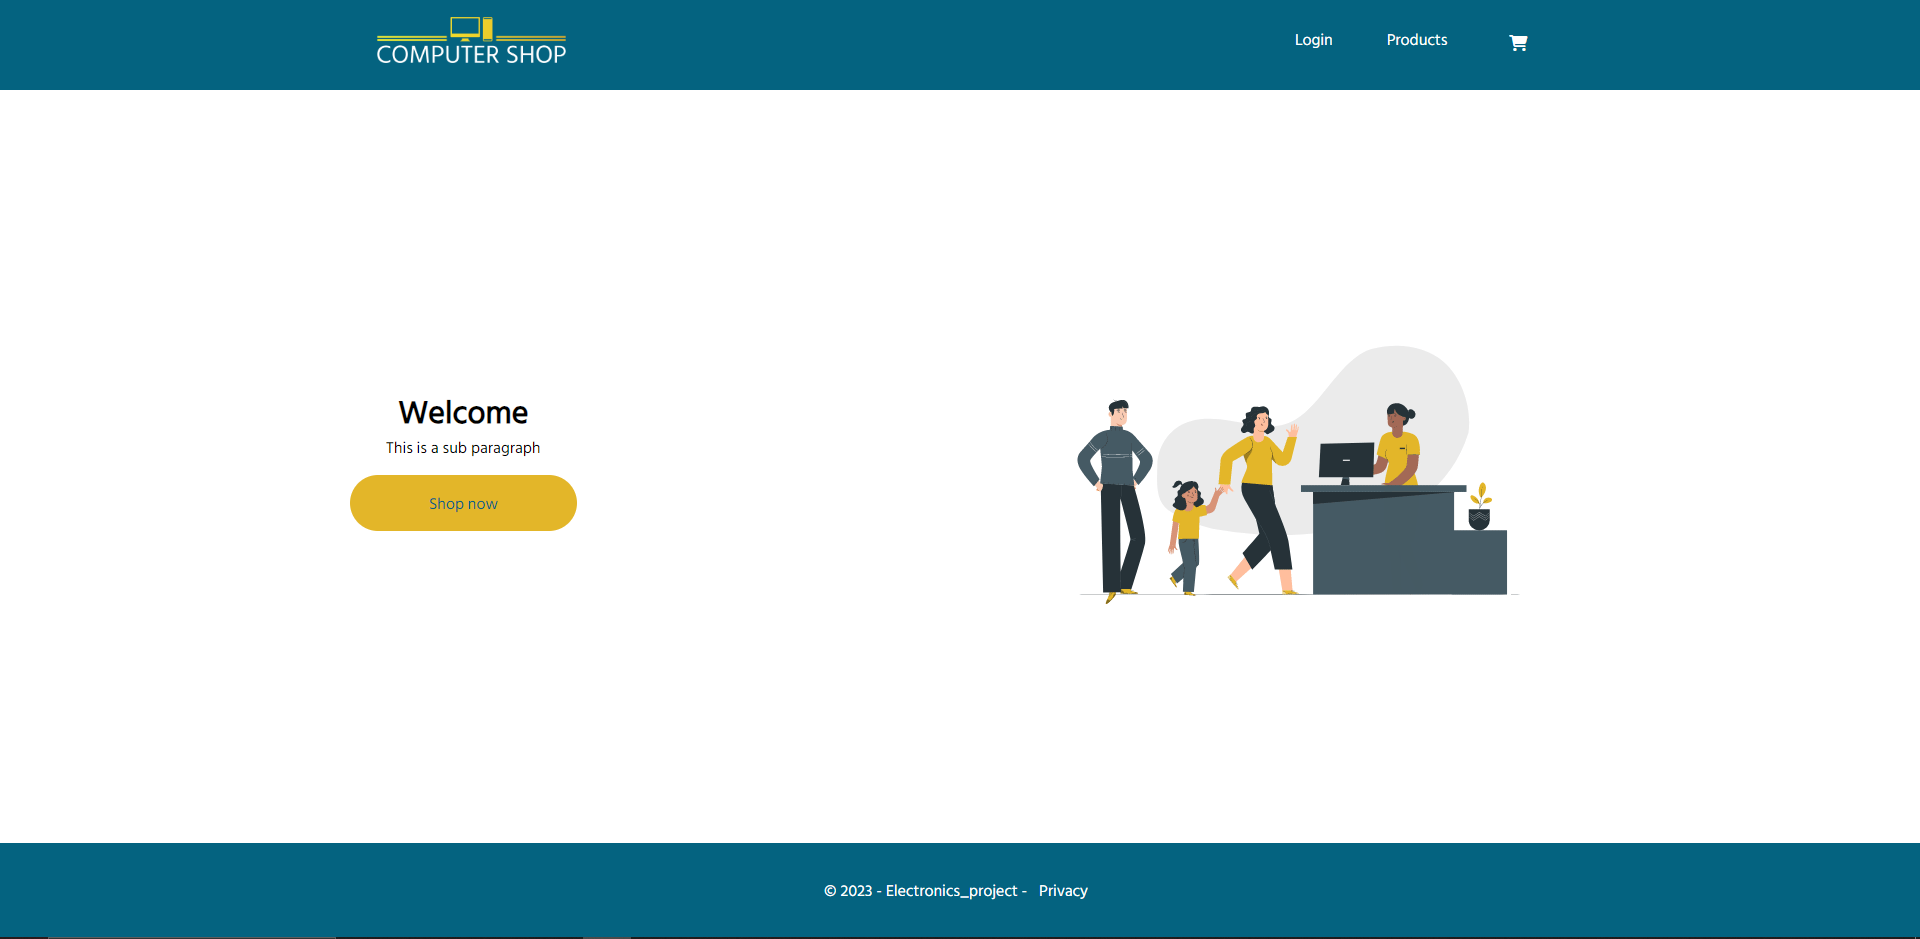 COMPUTER SHOP
Login Products
Welcome
This is a sub paragraph
Shop now
© 2023 - Electronics_project - Privacy